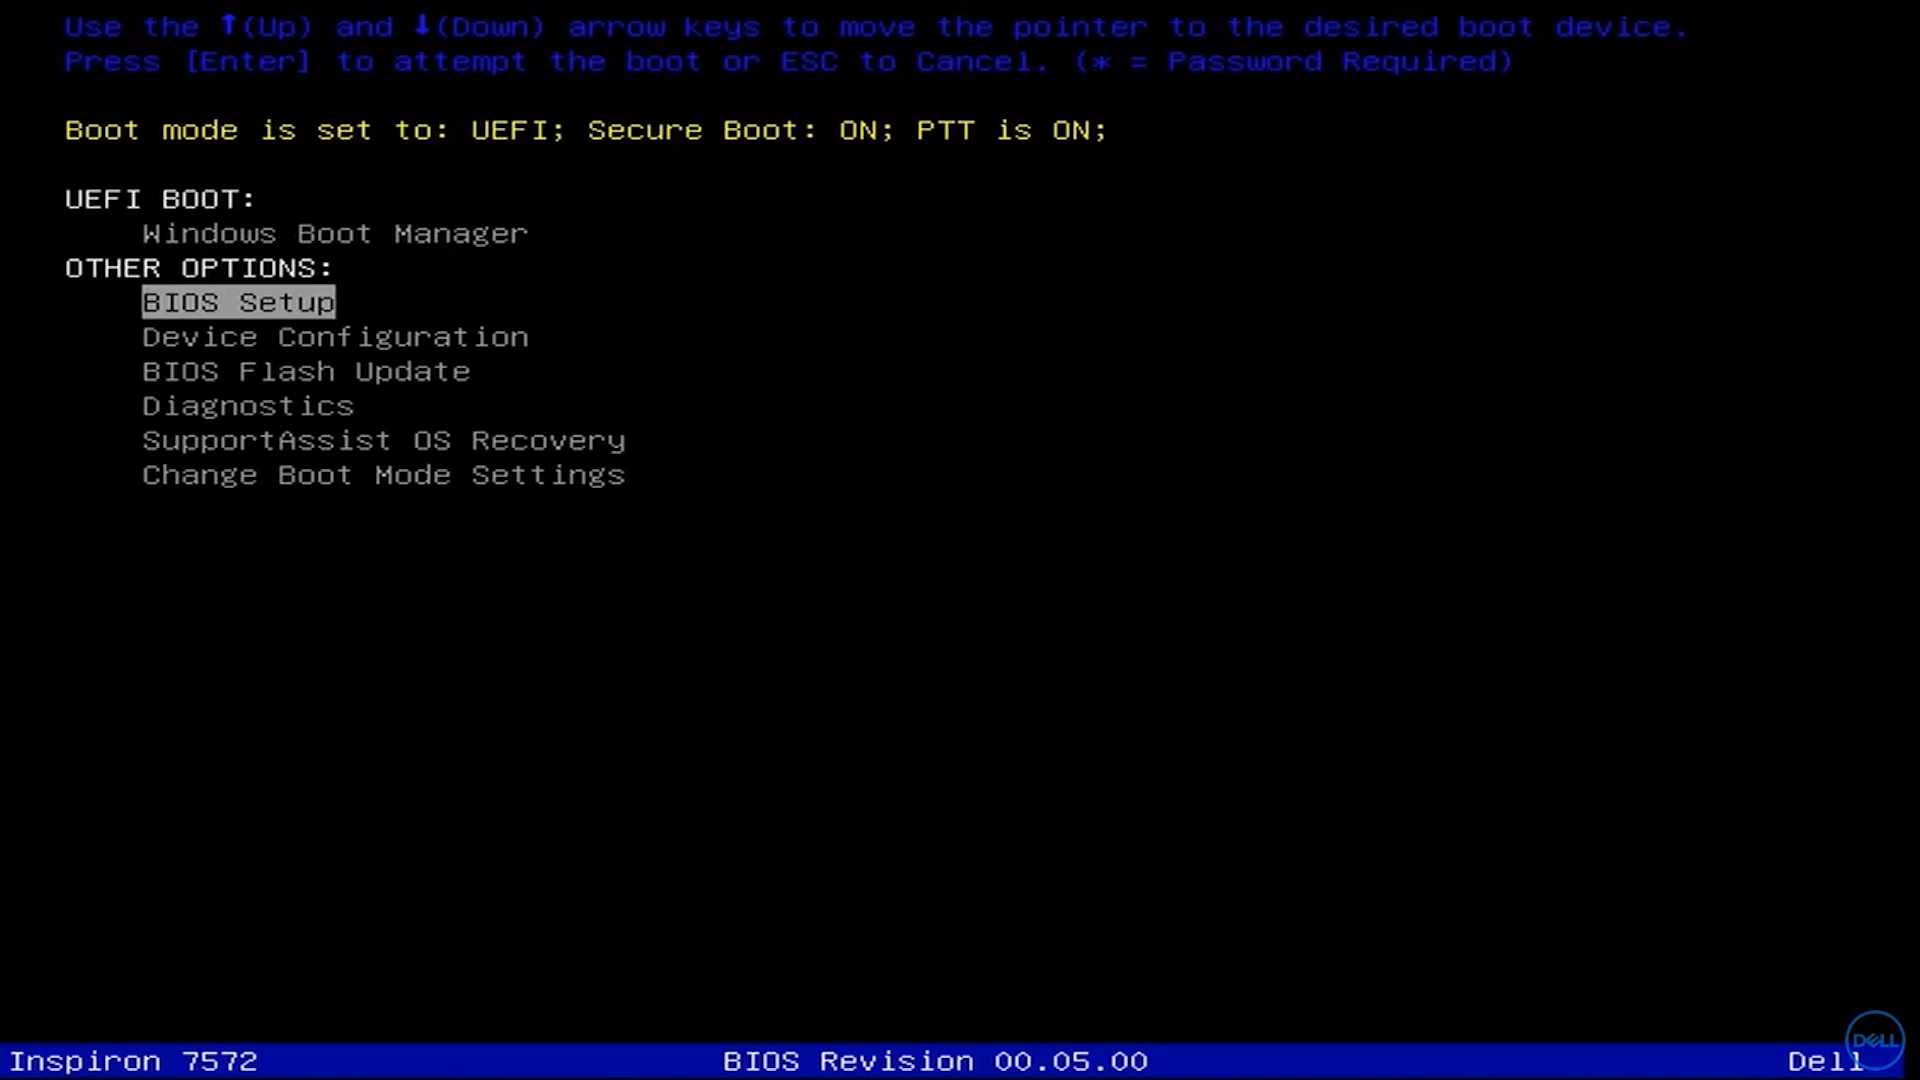 Use the ↑(Up) and ↓(Down) arrow keys to move the pointer to the desired boot device.
Press [Enter] to attempt the boot or ESC to Cancel. (* = Password Required)
Boot mode is set to: UEFI; Secure Boot: ON; PTT is ON;
UEFI BOOT:
Windows Boot Manager
OTHER OPTIONS:
BIOS Setup
Device Configuration
BIOS Flash Update
Diagnostics
SupportAssist OS Recovery
Change Boot Mode Settings
DELL
Inspiron 7572 BIOS Revision 00.05.00 Dell